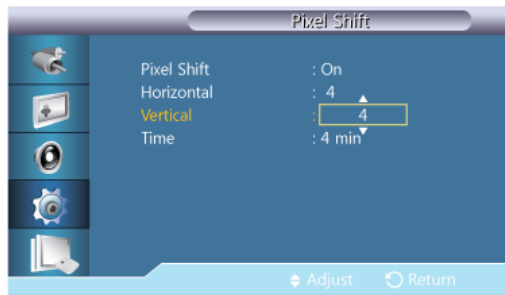 Pixel Shift
Pixel Shift : On
Horizontal : 4
Vertical : 4
Time : 4 min
Adjust Return